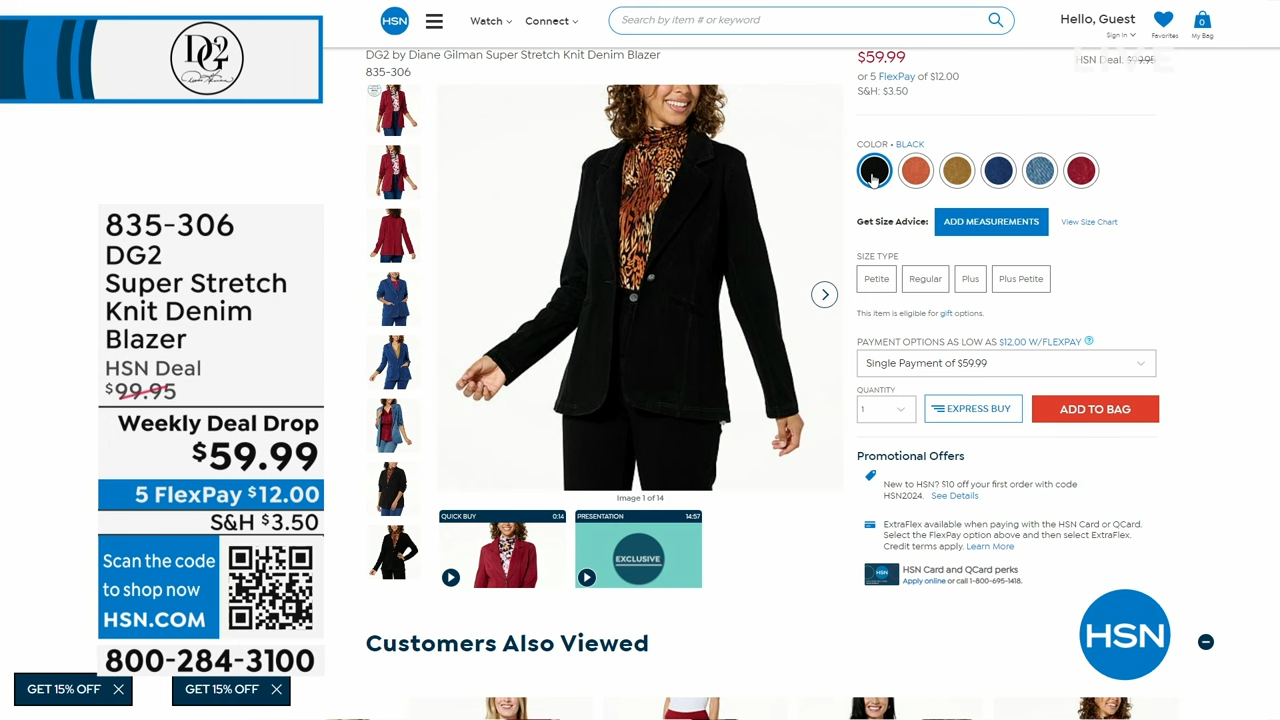 DG2
HSN
Watch
Connect
Search by item # or keyword
Hello, Guest
Sign In
Favorites
0
My Bag
DG2 by Diane Gilman Super Stretch Knit Denim Blazer
835-306
$59.99
HSN Deal: $99.95
LIVE
or 5 FlexPay of $12.00
S&H: $3.50
COLOR • BLACK
Get Size Advice:
ADD MEASUREMENTS
View Size Chart
SIZE TYPE
Petite
Regular
Plus
Plus Petite
This item is eligible for gift options.
PAYMENT OPTIONS AS LOW AS $12.00 W/FLEXPAY
Single Payment of $59.99
QUANTITY
1
EXPRESS BUY
ADD TO BAG
Promotional Offers
New to HSN? $10 off your first order with code
HSN2024. See Details
ExtraFlex available when paying with the HSN Card or QCard.
Select the FlexPay option above and then select ExtraFlex.
Credit terms apply. Learn More
HSN
HSN Card and QCard perks
Apply online or call 1-800-695-1418.
Image 1 of 14
QUICK BUY 0:14
PRESENTATION 14:57
EXCLUSIVE
Customers Also Viewed
HSN
835-306
DG2
Super Stretch
Knit Denim
Blazer
HSN Deal
$99.95
Weekly Deal Drop
$59.99
5 FlexPay $12.00
S&H $3.50
Scan the code
to shop now
HSN.COM
800-284-3100
GET 15% OFF
GET 15% OFF